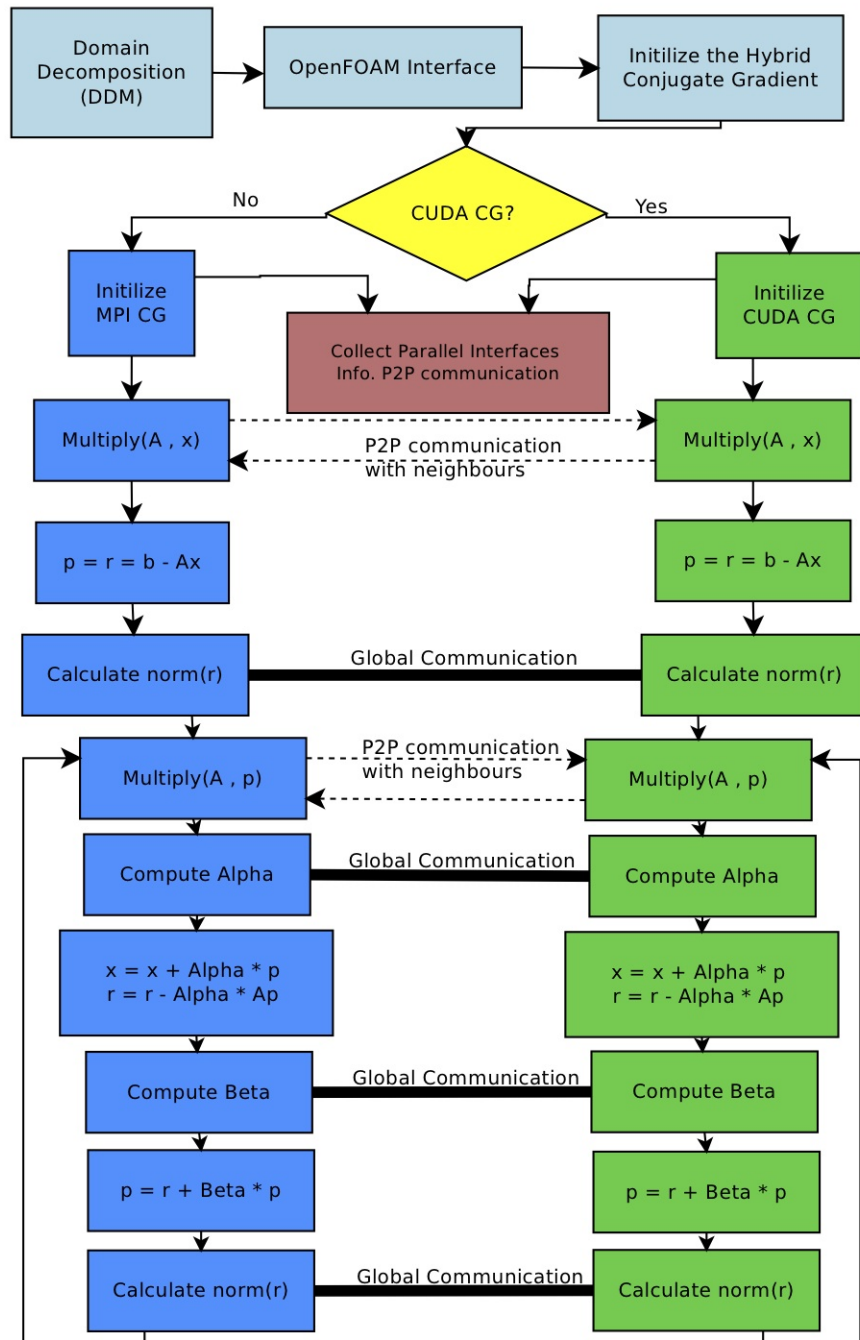 Domain
Decomposition
(DDM)
OpenFOAM Interface
Initilize the Hybrid
Conjugate Gradient
CUDA CG?
No
Yes
Initilize
MPI CG
Initilize
CUDA CG
Collect Parallel Interfaces
Info. P2P communication
Multiply(A , x)
P2P communication
with neighbours
Multiply(A , x)
p = r = b - Ax
p = r = b - Ax
Calculate norm(r)
Global Communication
Calculate norm(r)
Multiply(A , p)
P2P communication
with neighbours
Multiply(A , p)
Compute Alpha
Global Communication
Compute Alpha
x = x + Alpha * p
r = r - Alpha * Ap
x = x + Alpha * p
r = r - Alpha * Ap
Compute Beta
Global Communication
Compute Beta
p = r + Beta * p
p = r + Beta * p
Calculate norm(r)
Global Communication
Calculate norm(r)